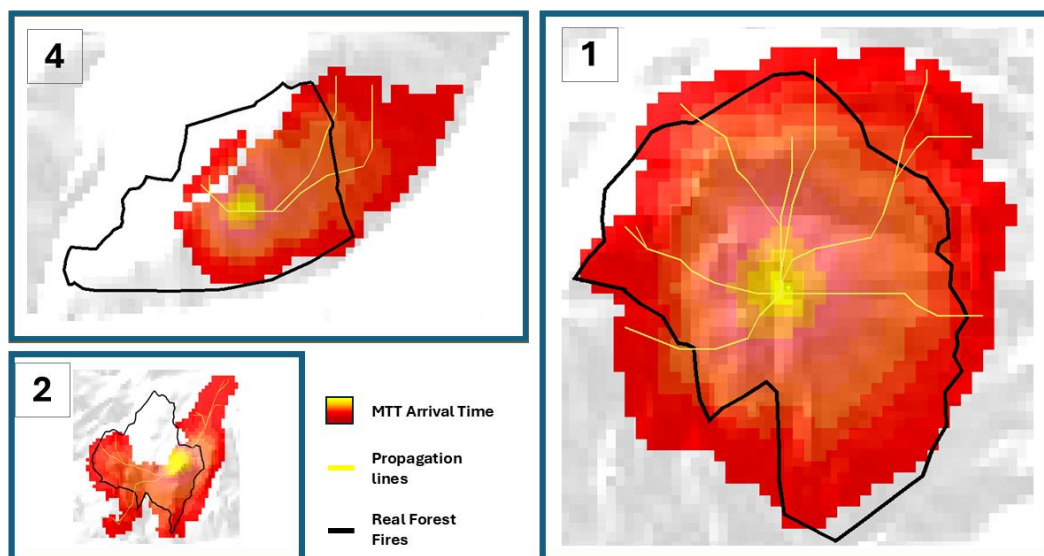 4
1
2
MTT Arrival Time
Propagation
lines
Real Forest
Fires